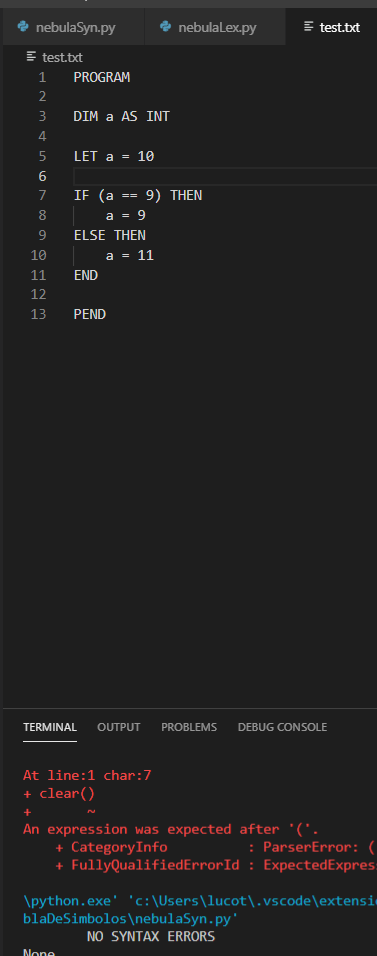 nebulaSyn.py nebulaLex.py test.txt
test.txt
1 PROGRAM
2
3 DIM a AS INT
4
5 LET a = 10
6
7 IF (a == 9) THEN
8 a = 9
9 ELSE THEN
10 a = 11
11 END
12
13 PEND
TERMINAL OUTPUT PROBLEMS DEBUG CONSOLE
At line:1 char:7
+ clear()
+ ~
An expression was expected after '('.
+ CategoryInfo : ParserError: (
+ FullyQualifiedErrorId : ExpectedExpres
\python.exe' 'c:\Users\lucot\.vscode\extensi
blaDeSimbolos\nebulaSyn.py'
NO SYNTAX ERRORS
None